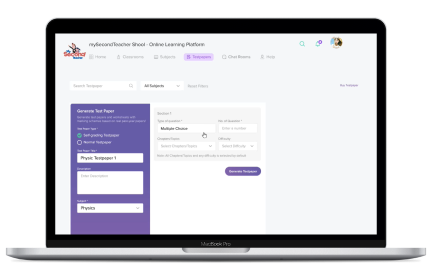 mySecondTeacher Shool - Online Learning Platform
Second
Teacher
Home
Classrooms
Subjects
Testpapers
Chat Rooms
Help
Search Testpaper
All Subjects
Reset Filters
Generate Test Paper
Test Paper Type *
Self-grading Testpaper
Normal Testpaper
Test Paper Title *
Physic Testpaper 1
Description
Enter Description
Subject *
Physics
Section 1
Type of question *
No. of Question *
Multiple Choice
Enter a number
Chapters/Topics
Difficulty
Select Chapters/Topics
Select Difficulty
Generate Testpaper
MacBook Pro